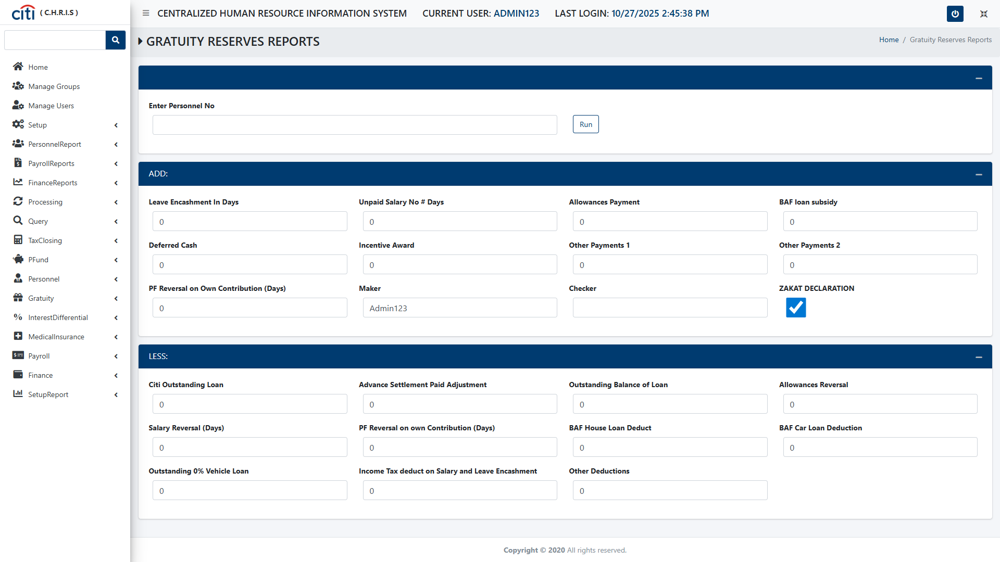 citi ( C.H.R.I.S )
CENTRALIZED HUMAN RESOURCE INFORMATION SYSTEM CURRENT USER: ADMIN123 LAST LOGIN: 10/27/2025 2:45:38 PM
GRATUITY RESERVES REPORTS
Home / Gratuity Reserves Reports
Home
Manage Groups
Manage Users
Setup
PersonnelReport
PayrollReports
FinanceReports
Processing
Query
TaxClosing
PFund
Personnel
Gratuity
InterestDifferential
MedicalInsurance
Payroll
Finance
SetupReport
Enter Personnel No
Run
ADD:
Leave Encashment In Days Unpaid Salary No # Days Allowances Payment BAF loan subsidy
0 0 0 0
Deferred Cash Incentive Award Other Payments 1 Other Payments 2
0 0 0 0
PF Reversal on Own Contribution (Days) Maker Checker ZAKAT DECLARATION
0 Admin123
LESS:
Citi Outstanding Loan Advance Settlement Paid Adjustment Outstanding Balance of Loan Allowances Reversal
0 0 0 0
Salary Reversal (Days) PF Reversal on own Contribution (Days) BAF House Loan Deduct BAF Car Loan Deduction
0 0 0 0
Outstanding 0% Vehicle Loan Income Tax deduct on Salary and Leave Encashment Other Deductions
0 0 0
Copyright © 2020 All rights reserved.